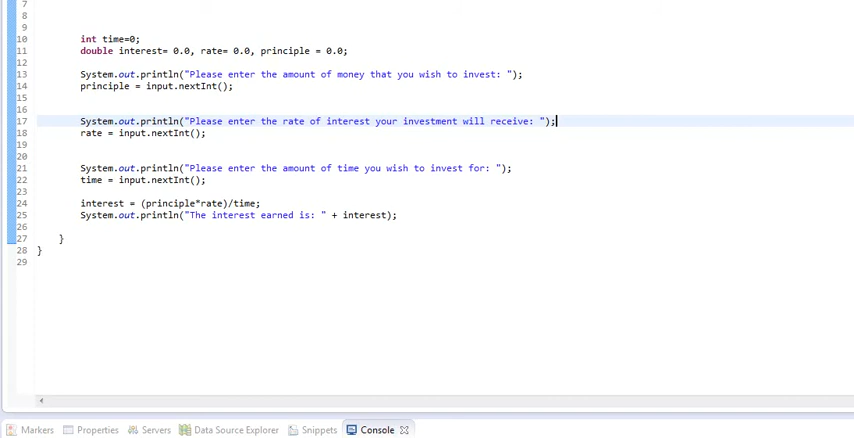 7
8
9
10 int time=0;
11 double interest= 0.0, rate= 0.0, principle = 0.0;
12
13 System.out.println("Please enter the amount of money that you wish to invest: ");
14 principle = input.nextInt();
15
16
17 System.out.println("Please enter the rate of interest your investment will receive: ");
18 rate = input.nextInt();
19
20
21 System.out.println("Please enter the amount of time you wish to invest for: ");
22 time = input.nextInt();
23
24 interest = (principle*rate)/time;
25 System.out.println("The interest earned is: " + interest);
26
27 }
28 }
29
Markers Properties Servers Data Source Explorer Snippets Console